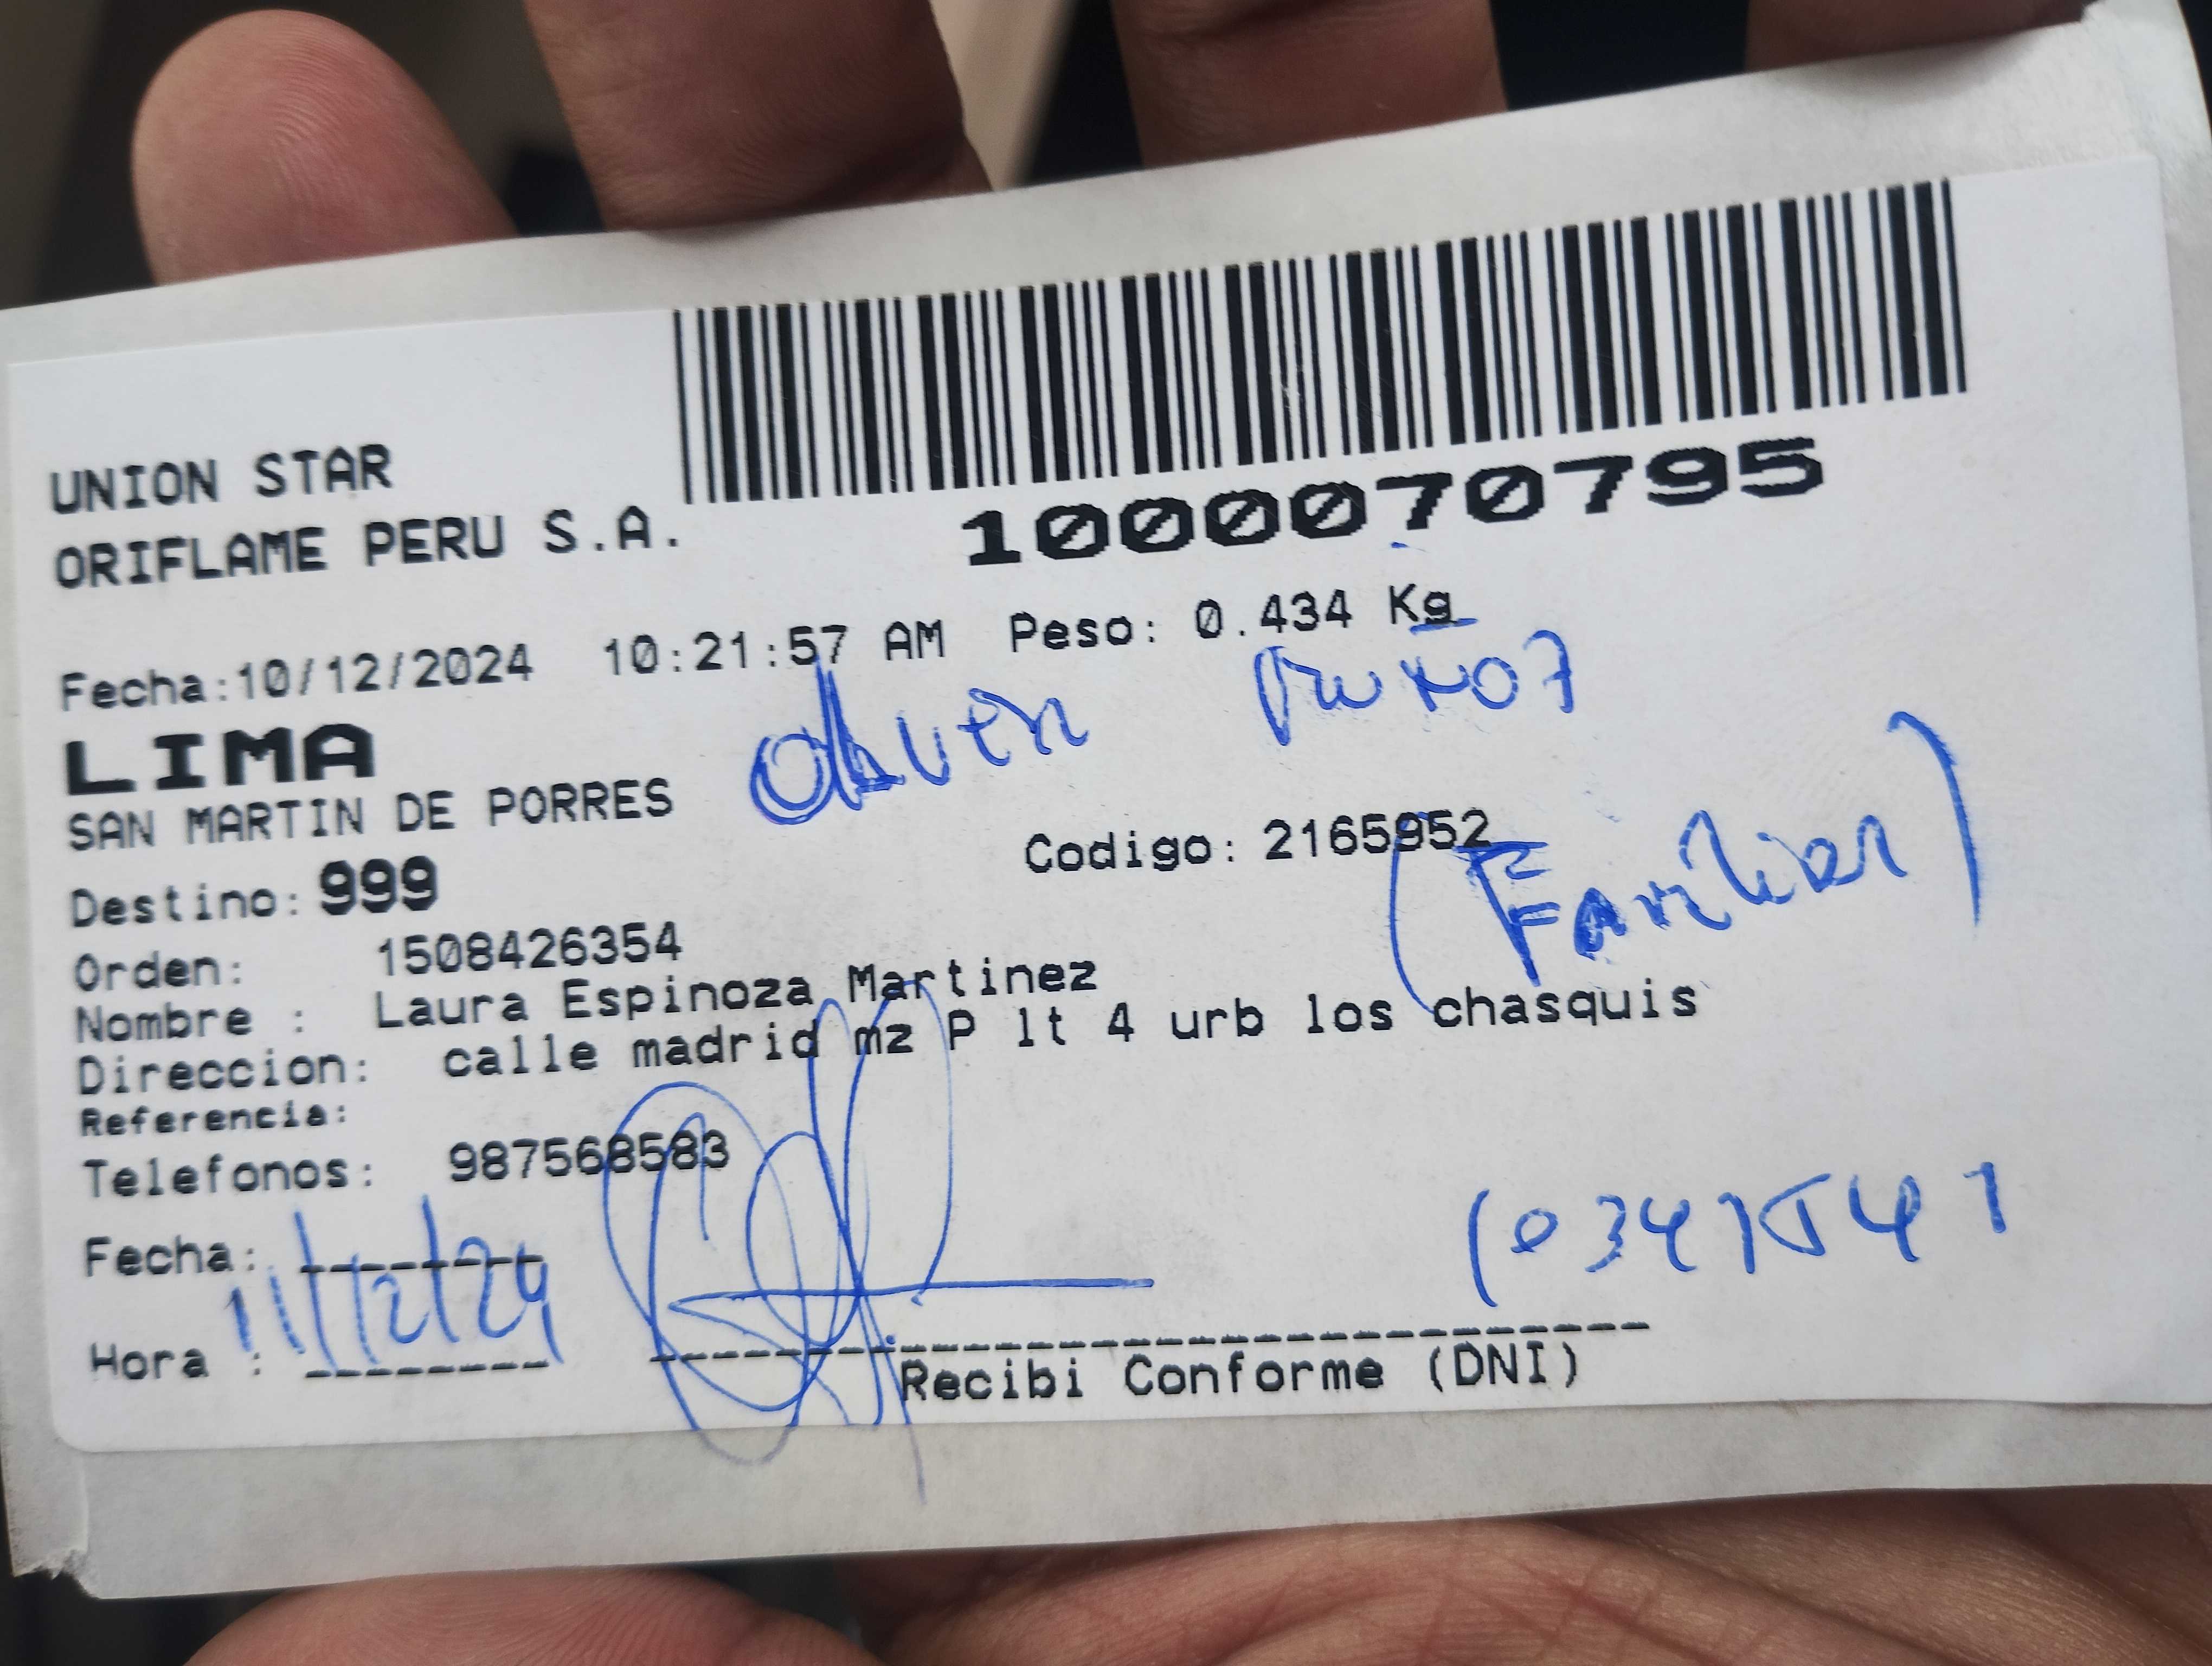 UNION STAR
ORIFLAME PERU S.A.
1000070795
Fecha:10/12/2024 10:21:57 AM Peso: 0.434 Kg
LIMA
SAN MARTIN DE PORRES
Codigo: 2165952
Destino: 999
(Familiar)
Orden: 1508426354
Nombre : Laura Espinoza Martinez
Direccion: calle madrid mz P lt 4 urb los chasquis
Referencia:
Telefonos: 987568583
Fecha:
11/12/24
Hora :
Recibi Conforme (DNI)